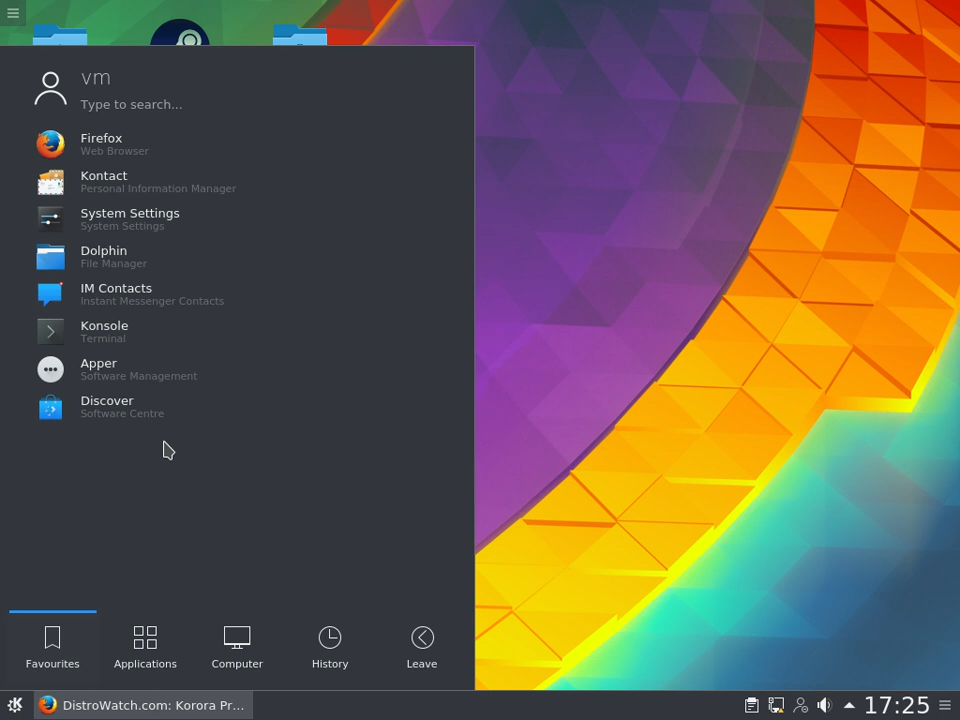 vm
Type to search...
Firefox
Web Browser
Kontact
Personal Information Manager
System Settings
System Settings
Dolphin
File Manager
IM Contacts
Instant Messenger Contacts
Konsole
Terminal
Apper
Software Management
Discover
Software Centre
Favourites
Applications
Computer
History
Leave
DistroWatch.com: Korora Pr...
17:25